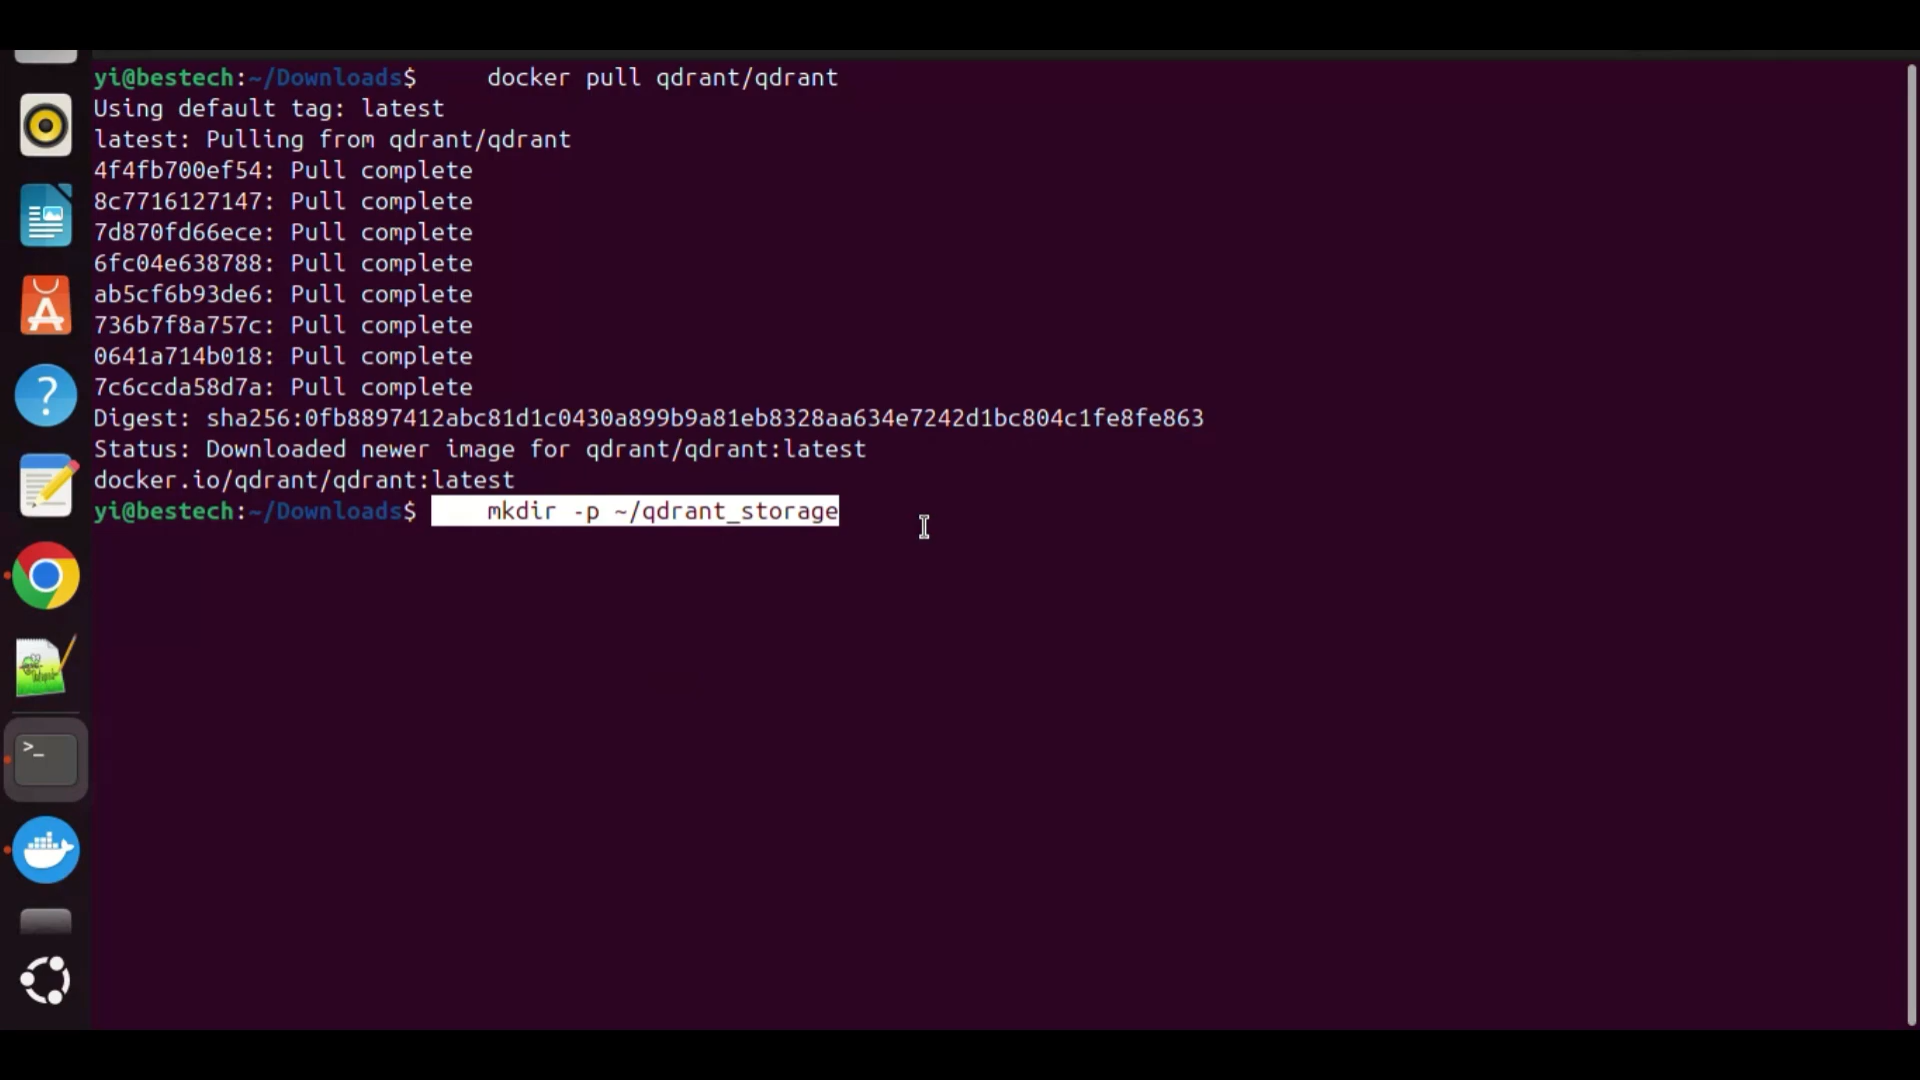 yi@bestech:~/Downloads$     docker pull qdrant/qdrant
Using default tag: latest
latest: Pulling from qdrant/qdrant
4f4fb700ef54: Pull complete
8c7716127147: Pull complete
7d870fd66ece: Pull complete
6fc04e638788: Pull complete
ab5cf6b93de6: Pull complete
736b7f8a757c: Pull complete
0641a714b018: Pull complete
7c6ccda58d7a: Pull complete
Digest: sha256:0fb8897412abc81d1c0430a899b9a81eb8328aa634e7242d1bc804c1fe8fe863
Status: Downloaded newer image for qdrant/qdrant:latest
docker.io/qdrant/qdrant:latest
yi@bestech:~/Downloads$     mkdir -p ~/qdrant_storage